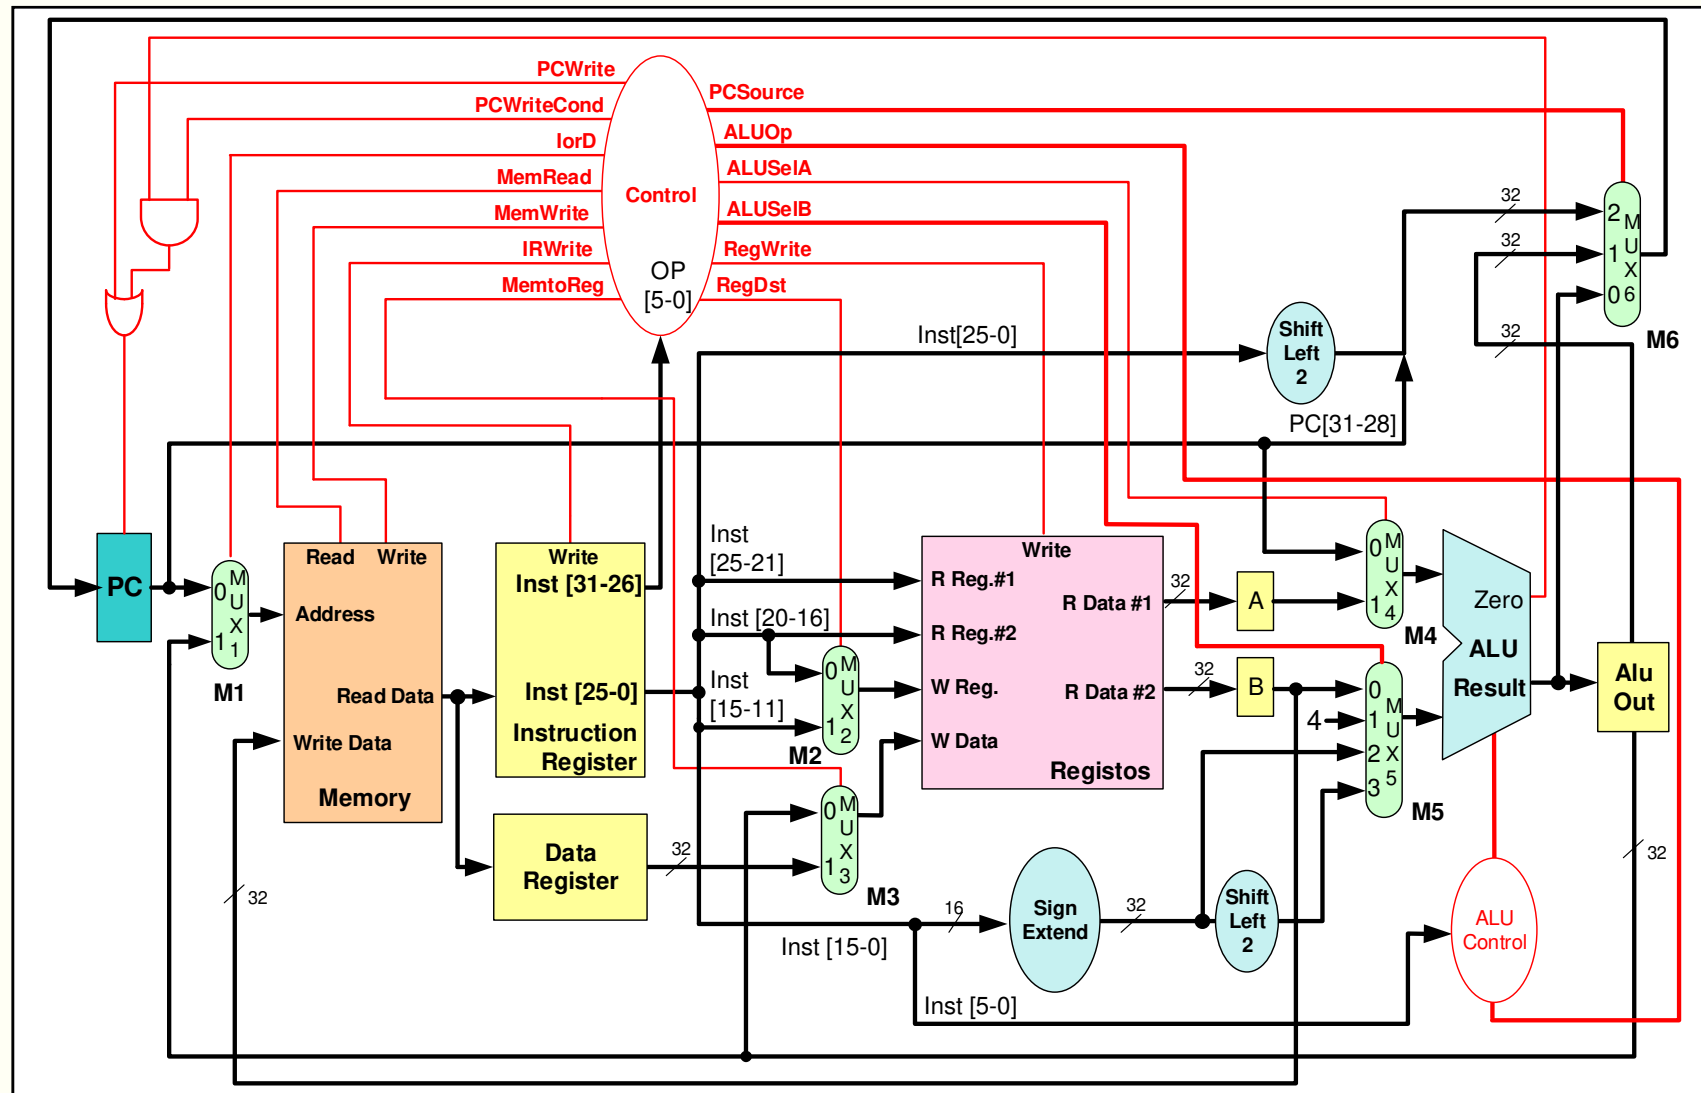 PCWrite
PCWriteCond
IorD
MemRead
MemWrite
IRWrite
MemtoReg
Control
OP
[5-0]
PCSource
ALUOp
ALUSelA
ALUSelB
RegWrite
RegDst
32
32
32
2
1
0
M
U
X
6
M6
Inst[25-0]
Shift
Left
2
PC[31-28]
PC
0
1
M
U
X
1
M1
Read Write
Address
Read Data
Write Data
Memory
32
Write
Inst [31-26]
Inst [25-0]
Instruction
Register
Data
Register
32
Inst
[25-21]
Inst [20-16]
Inst
[15-11]
0
1
M
U
X
2
M2
0
1
M
U
X
3
M3
Write
R Reg.#1
R Reg.#2
W Reg.
W Data
R Data #1
R Data #2
Registos
32
32
A
B
0
1
M
U
X
4
M4
4
0
1
2
3
M
U
X
5
M5
Zero
ALU
Result
Alu
Out
32
Inst [15-0]
16
Sign
Extend
32
Shift
Left
2
ALU
Control
Inst [5-0]